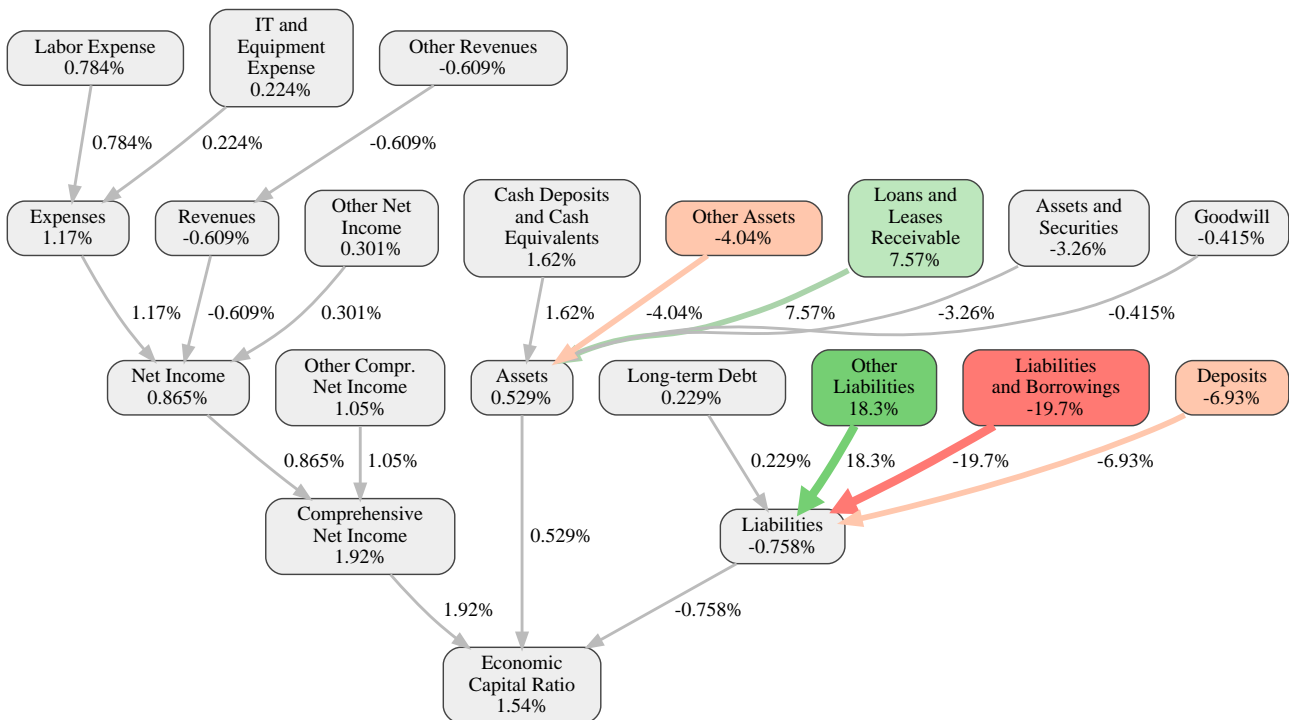 Labor Expense
0.784%
IT and
Equipment
Expense
0.224%
Other Revenues
-0.609%
0.784%
0.224%
-0.609%
Expenses
1.17%
Revenues
-0.609%
Other Net
Income
0.301%
Cash Deposits
and Cash
Equivalents
1.62%
Other Assets
-4.04%
Loans and
Leases
Receivable
7.57%
Assets and
Securities
-3.26%
Goodwill
-0.415%
1.17%
-0.609%
0.301%
1.62%
-4.04%
7.57%
-3.26%
-0.415%
Net Income
0.865%
Other Compr.
Net Income
1.05%
Assets
0.529%
Long-term Debt
0.229%
Other
Liabilities
18.3%
Liabilities
and Borrowings
-19.7%
Deposits
-6.93%
0.865%
1.05%
0.229%
18.3%
-19.7%
-6.93%
Comprehensive
Net Income
1.92%
0.529%
Liabilities
-0.758%
1.92%
-0.758%
Economic
Capital Ratio
1.54%